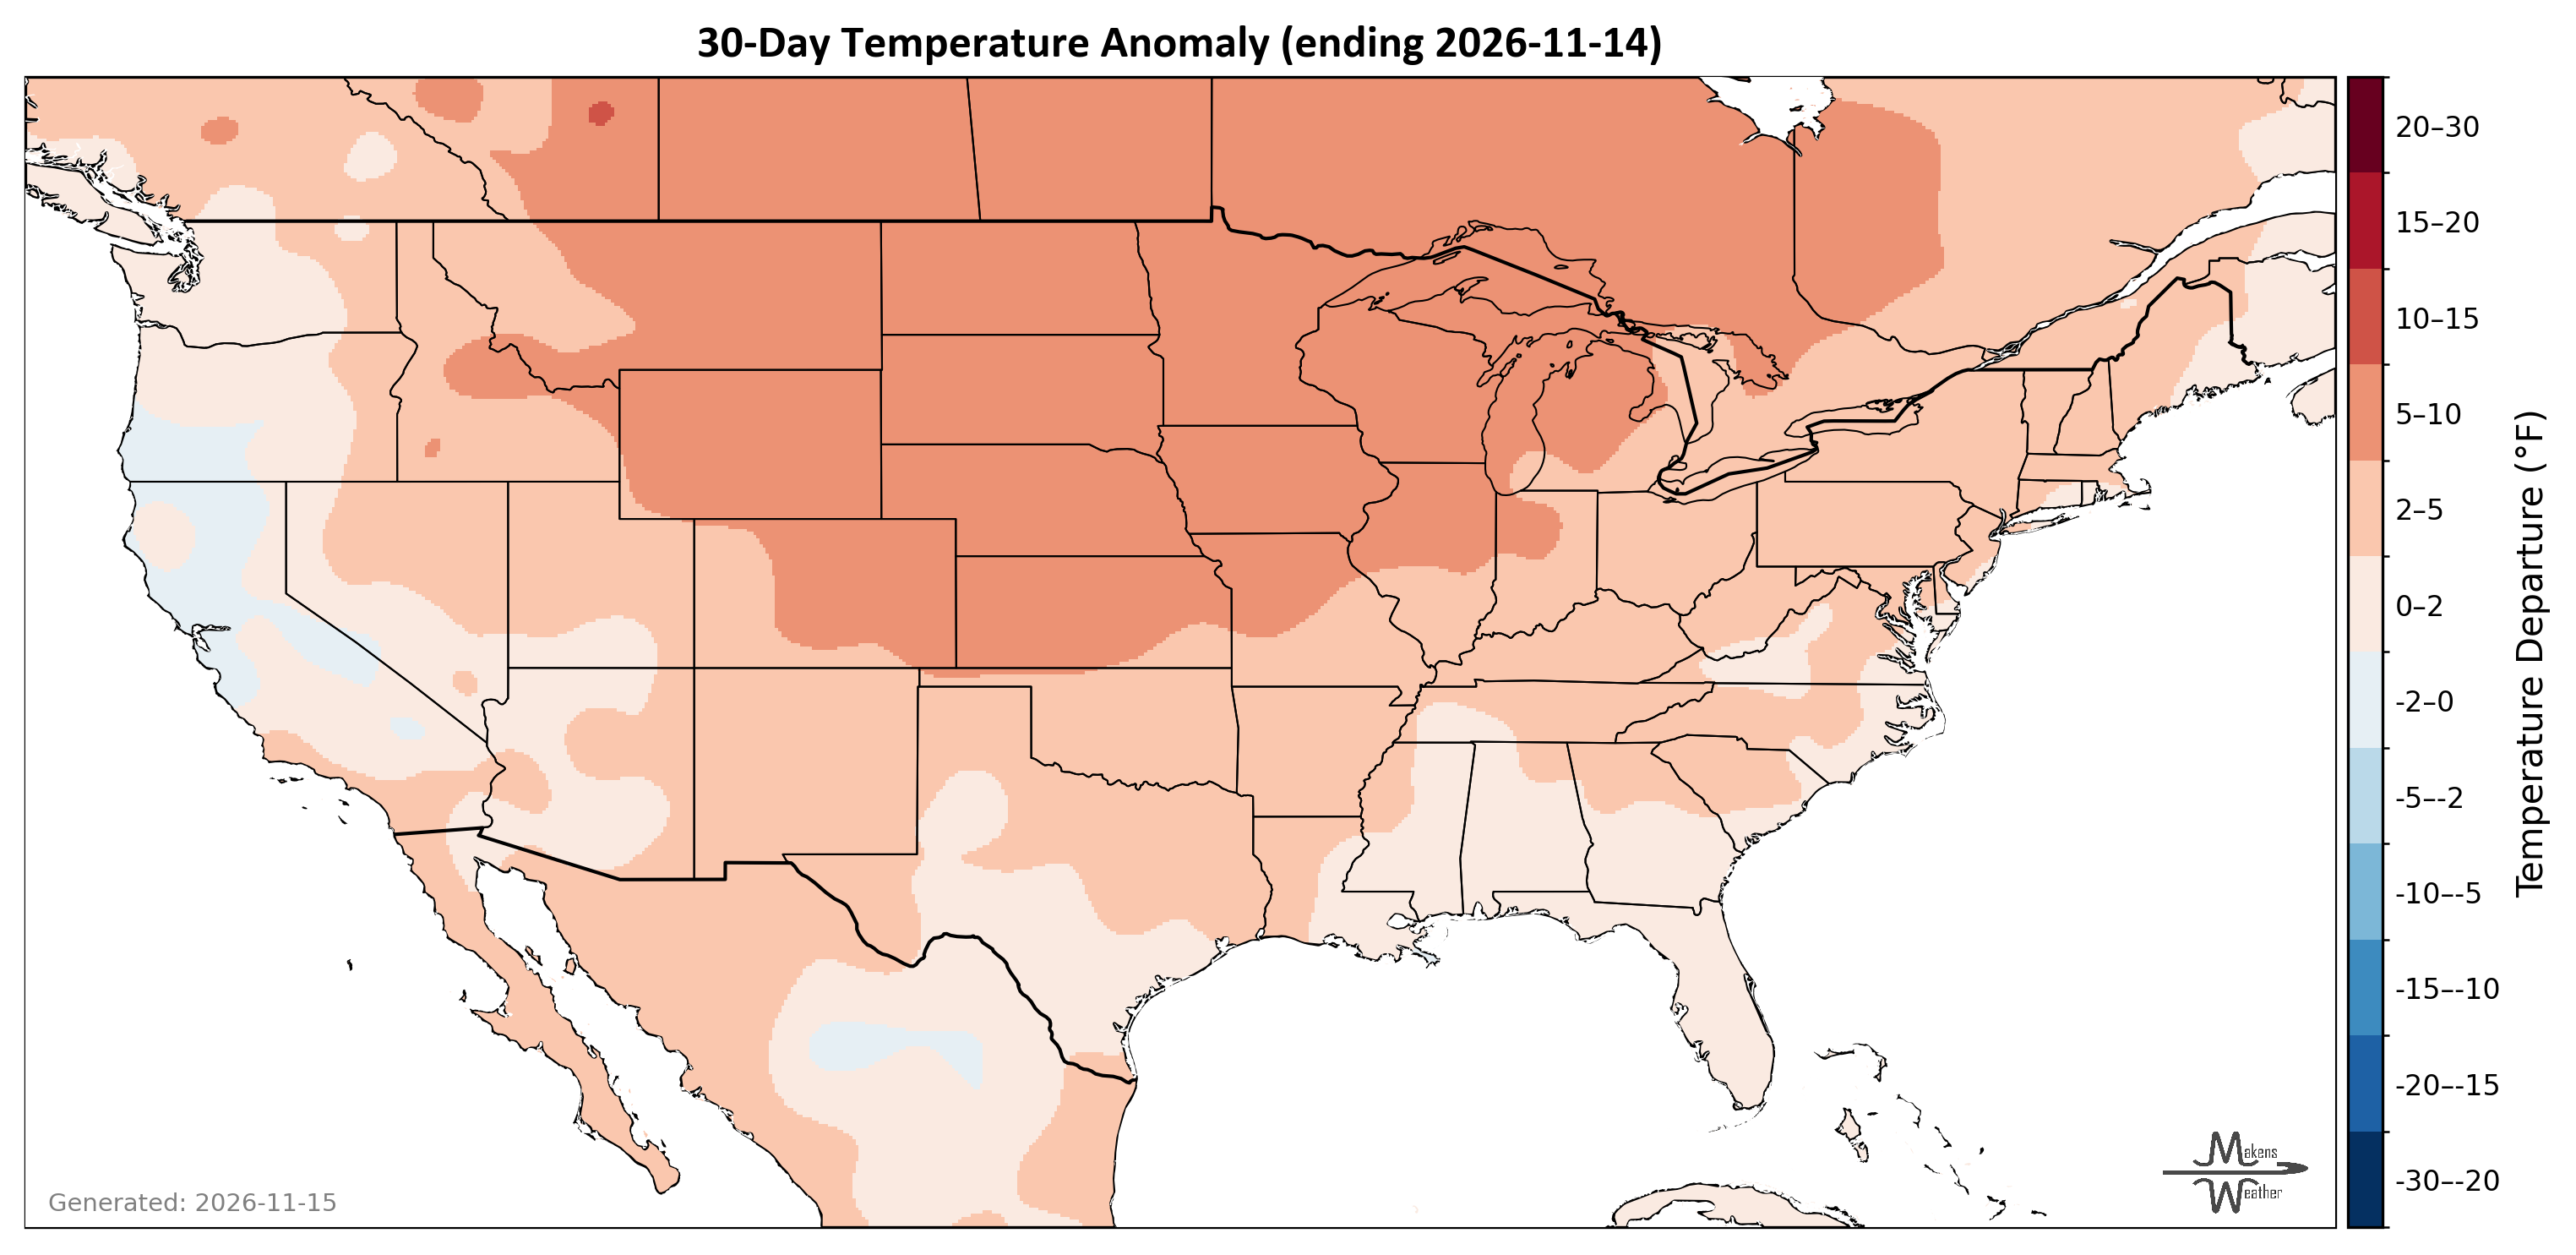 30-Day Temperature Anomaly (ending 2026-11-14)
20–30
15–20
10–15
5–10
2–5
0–2
-2–0
-5–-2
-10–-5
-15–-10
-20–-15
-30–-20
Temperature Departure (°F)
Generated: 2026-11-15
Makens
Weather